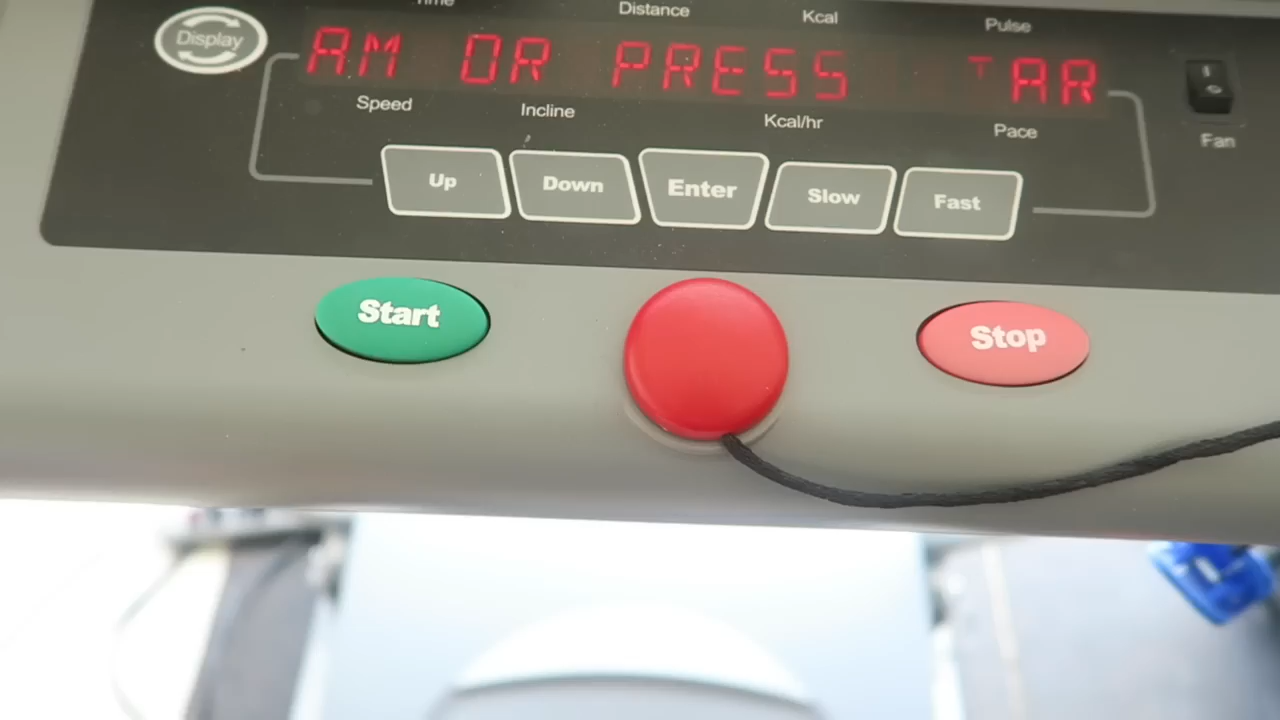 Time Distance Kcal Pulse
Display
AM OR PRESS TAR
Speed Incline Kcal/hr Pace
Fan
Up Down Enter Slow Fast
Start Stop